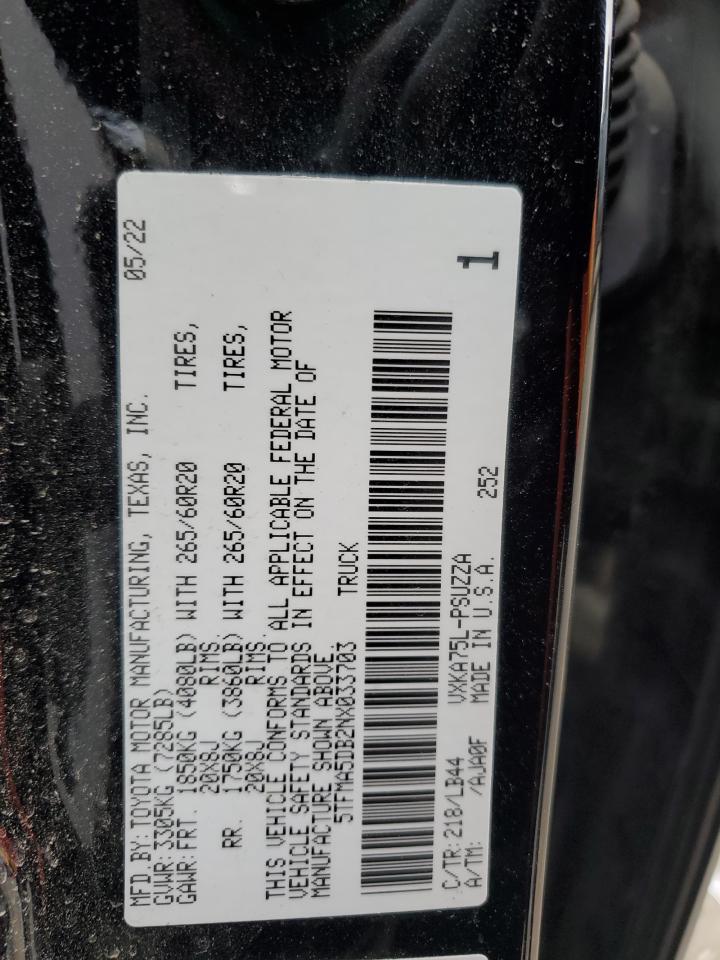 MFD.BY:TOYOTA MOTOR MANUFACTURING, TEXAS, INC. 05/22
GVWR:3305KG (7285LB)
GAWR:FRT. 1850KG (4080LB) WITH 265/60R20 TIRES,
20X8J RIMS.
RR. 1750KG (3860LB) WITH 265/60R20 TIRES,
20X8J RIMS.
THIS VEHICLE CONFORMS TO ALL APPLICABLE FEDERAL MOTOR
VEHICLE SAFETY STANDARDS IN EFFECT ON THE DATE OF
MANUFACTURE SHOWN ABOVE.
5TFMA5DB2NX033703 TRUCK
C/TR:218/LB44 VXKA75L-PSUZZA 252 1
A/TM: /AJA0F MADE IN U.S.A.